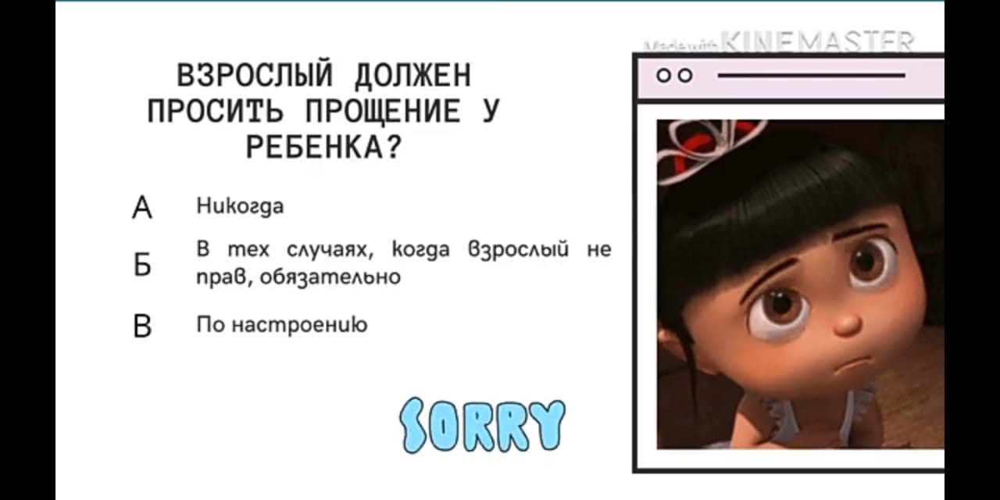 Made with KINEMASTER
ВЗРОСЛЫЙ ДОЛЖЕН
ПРОСИТЬ ПРОЩЕНИЕ У
РЕБЕНКА?
А Никогда
Б В тех случаях, когда взрослый не
прав, обязательно
В По настроению
SORRY